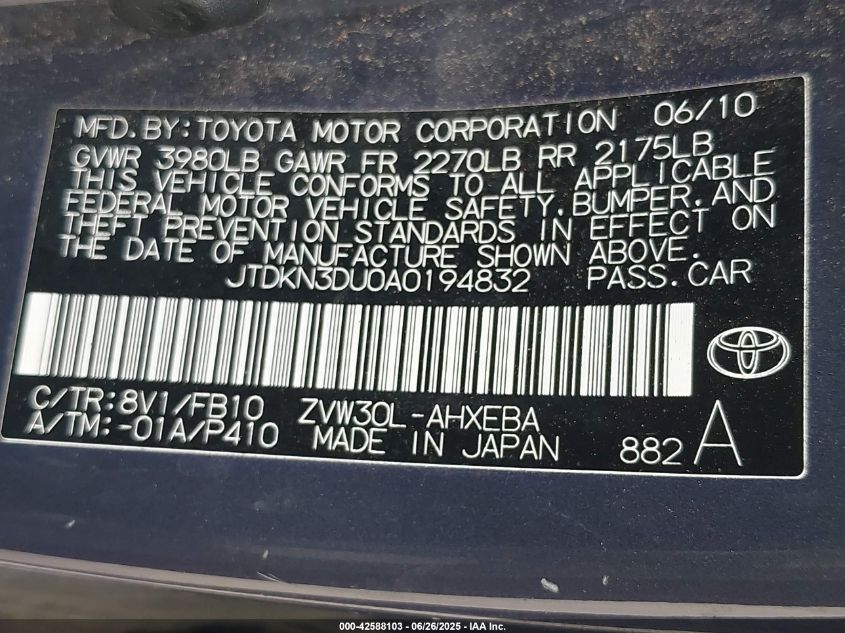 MFD. BY: TOYOTA MOTOR CORPORATION 06/10
GVWR 3980LB GAWR FR 2270LB RR 2175LB
THIS VEHICLE CONFORMS TO ALL APPLICABLE
FEDERAL MOTOR VEHICLE SAFETY, BUMPER, AND
THEFT PREVENTION STANDARDS IN EFFECT ON
THE DATE OF MANUFACTURE SHOWN ABOVE.
JTDKN3DU0A0194832 PASS. CAR
C/TR: 8V1/FB10 ZVW30L-AHXEBA
A/TM: -01A/P410 MADE IN JAPAN 882 A
000-42588103 - 06/26/2025 - IAA Inc.